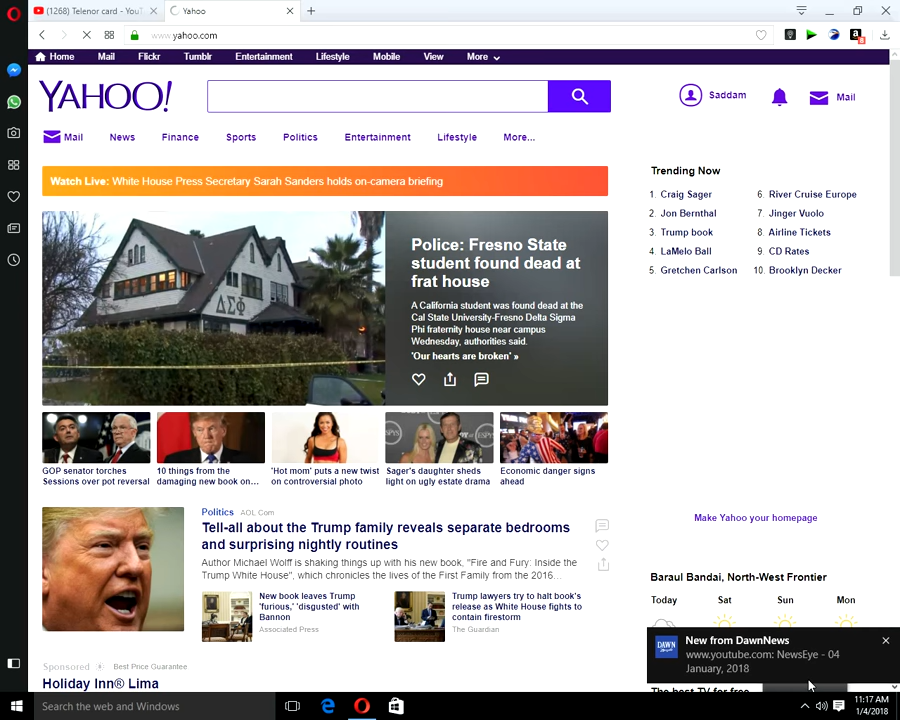 (1268) Telenor card - YouT
Yahoo
www.yahoo.com
Home Mail Flickr Tumblr Entertainment Lifestyle Mobile View More
YAHOO!
Saddam
Mail
Mail News Finance Sports Politics Entertainment Lifestyle More...
Watch Live: White House Press Secretary Sarah Sanders holds on-camera briefing
ΔΣΦ
Police: Fresno State
student found dead at
frat house
A California student was found dead at the
Cal State University-Fresno Delta Sigma
Phi fraternity house near campus
Wednesday, authorities said.
'Our hearts are broken' »
Trending Now
1. Craig Sager
2. Jon Bernthal
3. Trump book
4. LaMelo Ball
5. Gretchen Carlson
6. River Cruise Europe
7. Jinger Vuolo
8. Airline Tickets
9. CD Rates
10. Brooklyn Decker
GOP senator torches
Sessions over pot reversal
10 things from the
damaging new book on...
'Hot mom' puts a new twist
on controversial photo
ESPYS
Sager's daughter sheds
light on ugly estate drama
Economic danger signs
ahead
Politics AOL.Com
Tell-all about the Trump family reveals separate bedrooms
and surprising nightly routines
Author Michael Wolff is shaking things up with his new book, "Fire and Fury: Inside the
Trump White House", which chronicles the lives of the First Family from the 2016...
New book leaves Trump
'furious,' 'disgusted' with
Bannon
Associated Press
Trump lawyers try to halt book's
release as White House fights to
contain firestorm
The Guardian
Sponsored Best Price Guarantee
Holiday Inn® Lima
Make Yahoo your homepage
Baraul Bandai, North-West Frontier
Today Sat Sun Mon
DAWN
New from DawnNews
www.youtube.com: NewsEye - 04
January, 2018
The best TV for free
Search the web and Windows
11:17 AM
1/4/2018